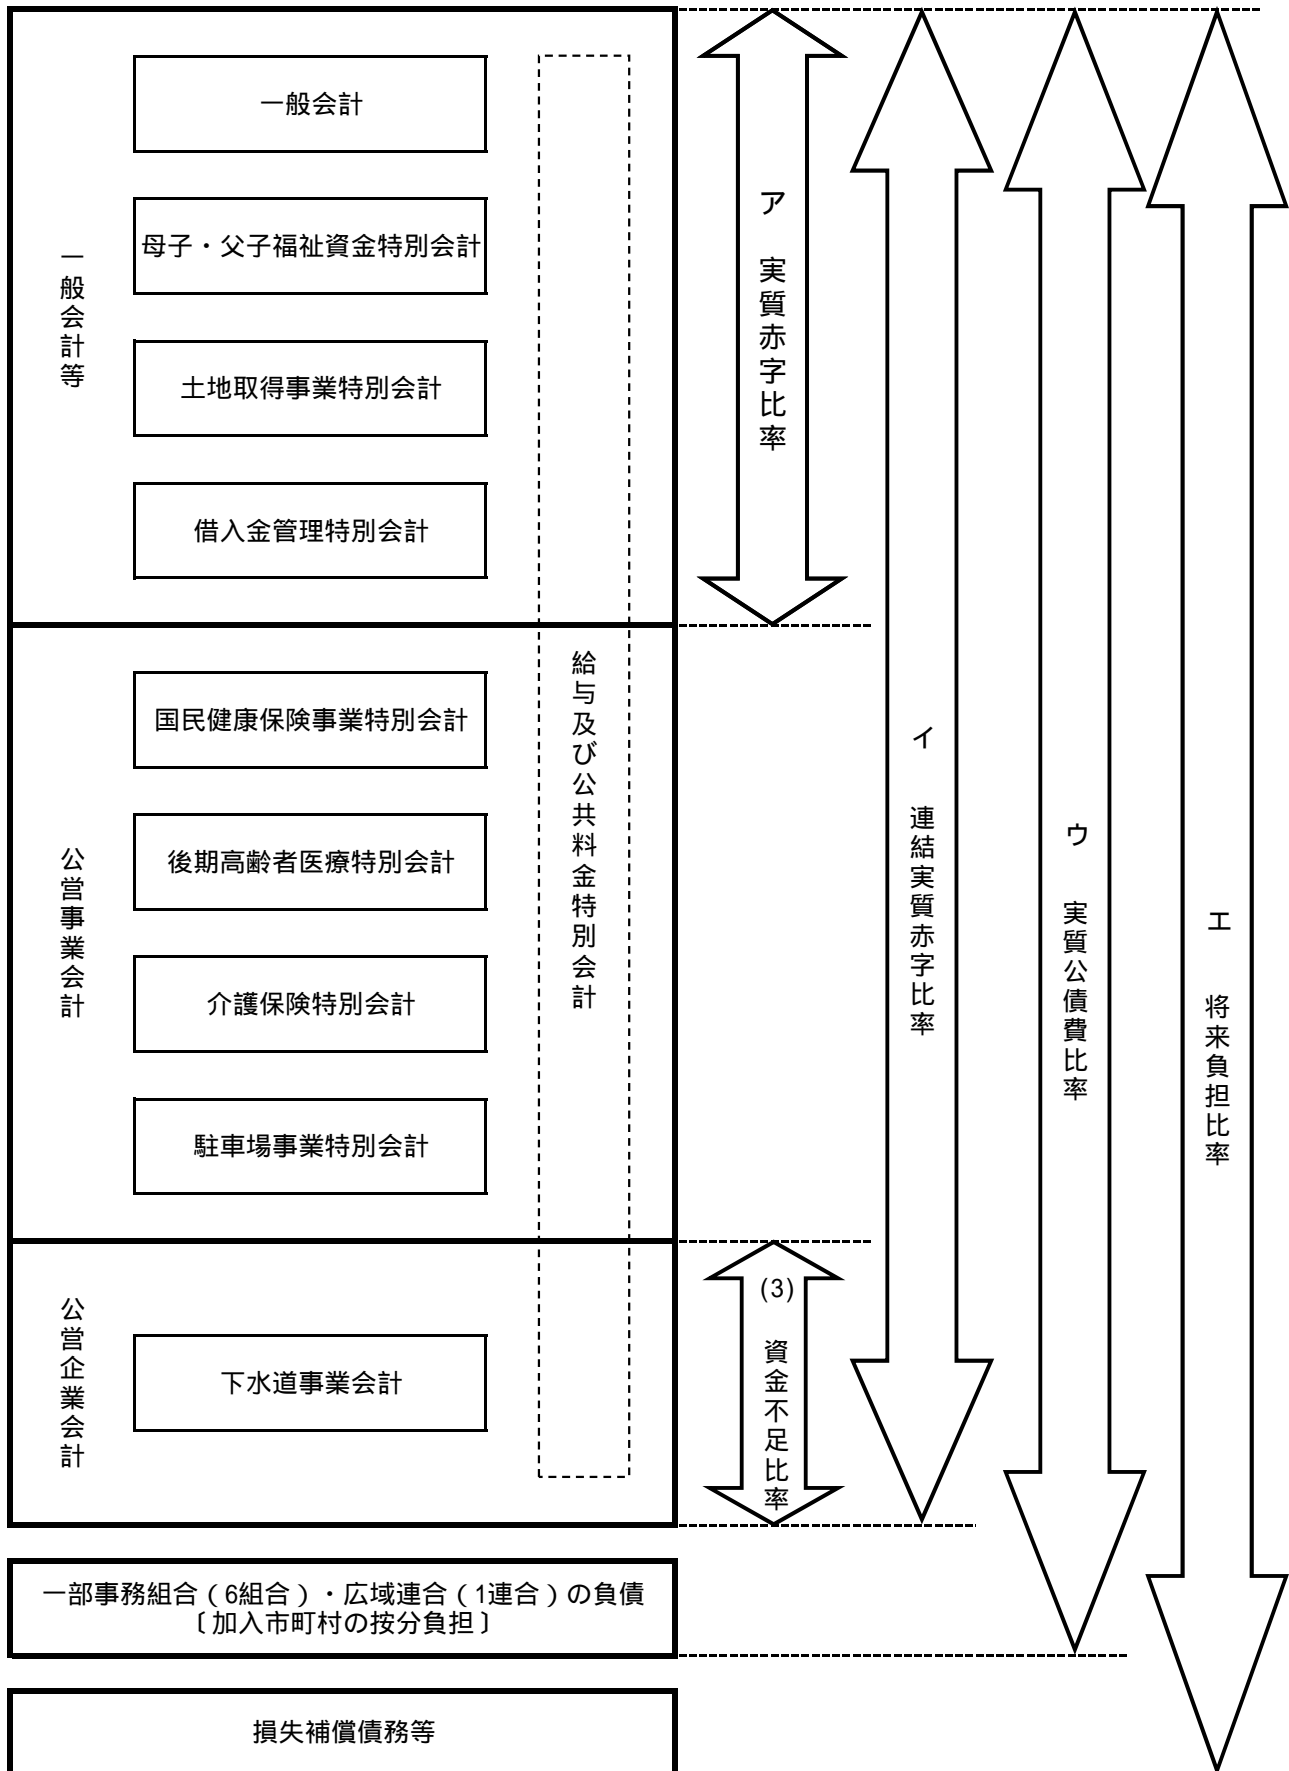 一般会計等
一般会計
母子・父子福祉資金特別会計
土地取得事業特別会計
借入金管理特別会計
公営事業会計
国民健康保険事業特別会計
後期高齢者医療特別会計
介護保険特別会計
駐車場事業特別会計
公営企業会計
下水道事業会計
給与及び公共料金特別会計
ア 実質赤字比率
(3) 資金不足比率
イ 連結実質赤字比率
ウ 実質公債費比率
エ 将来負担比率
一部事務組合（6組合）・広域連合（1連合）の負債
〔加入市町村の按分負担〕
損失補償債務等